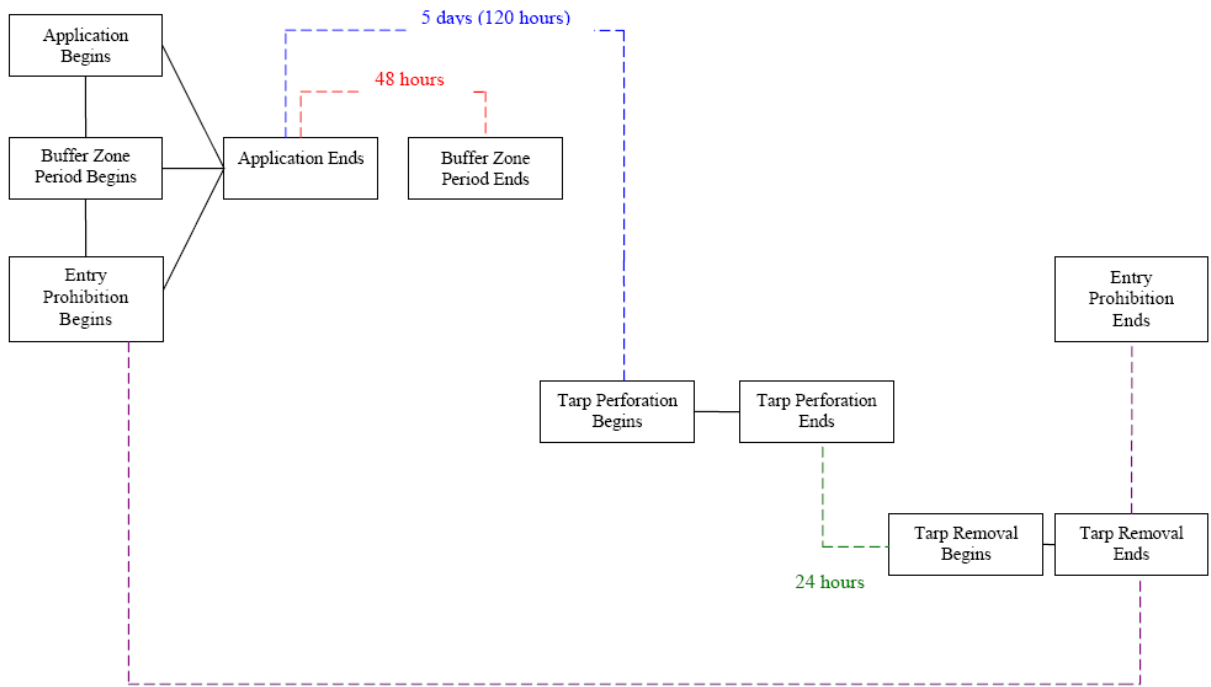 5 days (120 hours)
Application
Begins
48 hours
Buffer Zone
Period Begins
Application Ends
Buffer Zone
Period Ends
Entry
Prohibition
Begins
Entry
Prohibition
Ends
Tarp Perforation
Begins
Tarp Perforation
Ends
Tarp Removal
Begins
Tarp Removal
Ends
24 hours